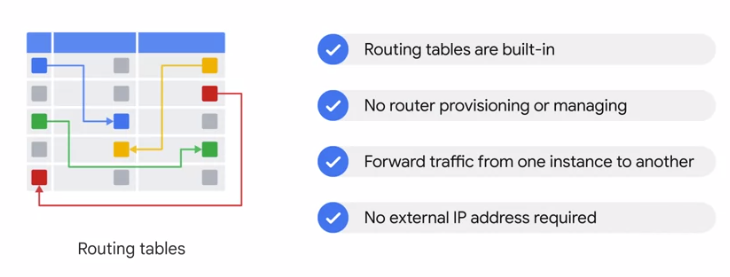 Routing tables are built-in
No router provisioning or managing
Forward traffic from one instance to another
No external IP address required
Routing tables